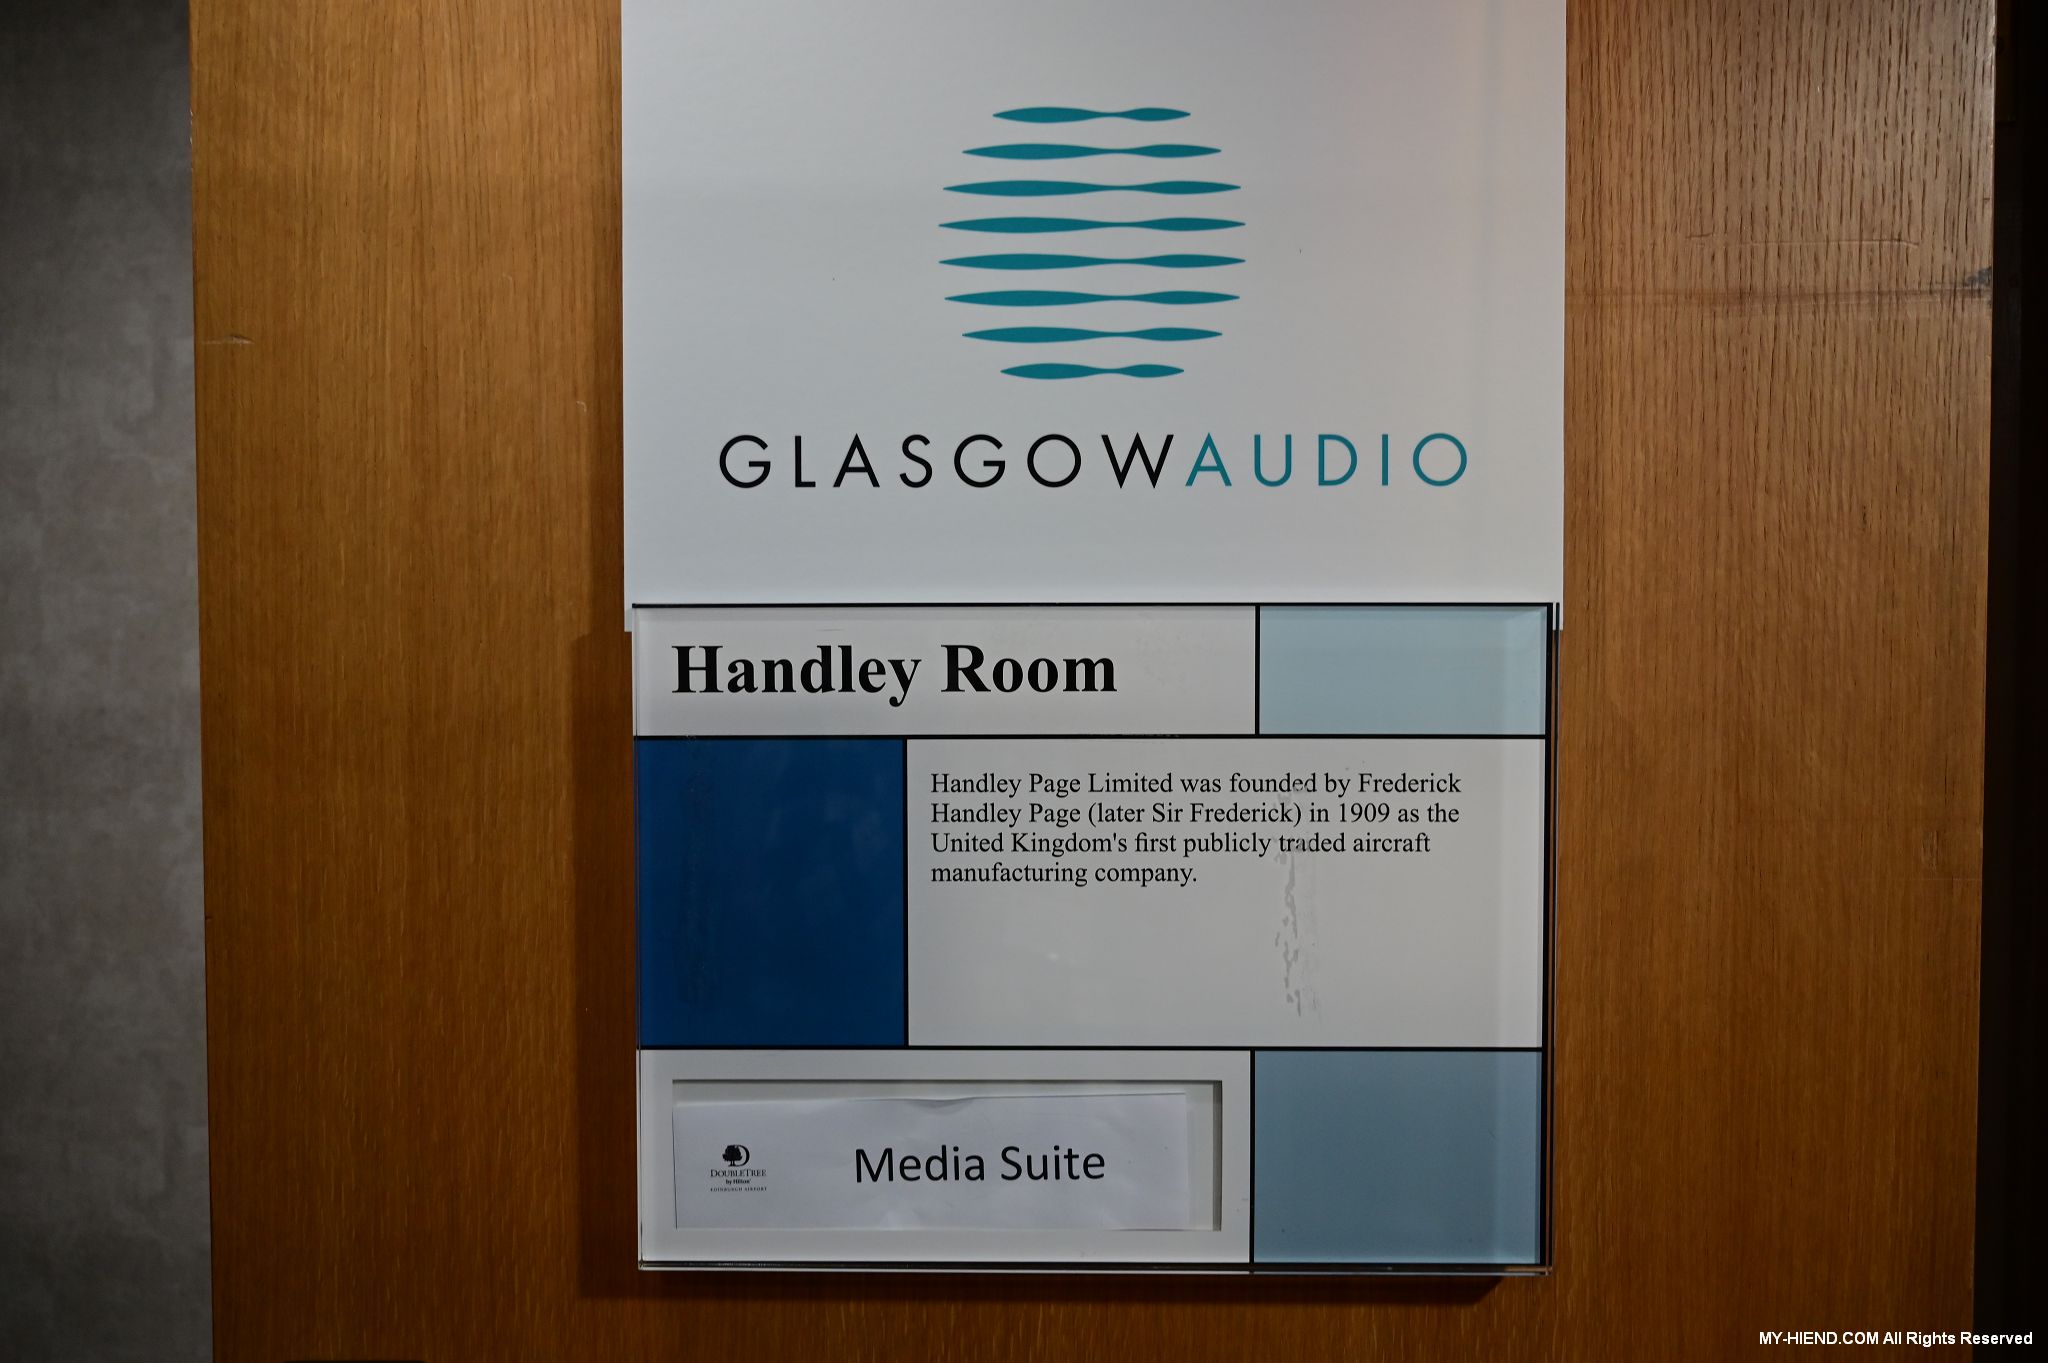 GLASGOWAUDIO
Handley Room
Handley Page Limited was founded by Frederick
Handley Page (later Sir Frederick) in 1909 as the
United Kingdom's first publicly traded aircraft
manufacturing company.
Media Suite
DOUBLETREE
by Hilton
EDINBURGH AIRPORT
MY-HIEND.COM All Rights Reserved